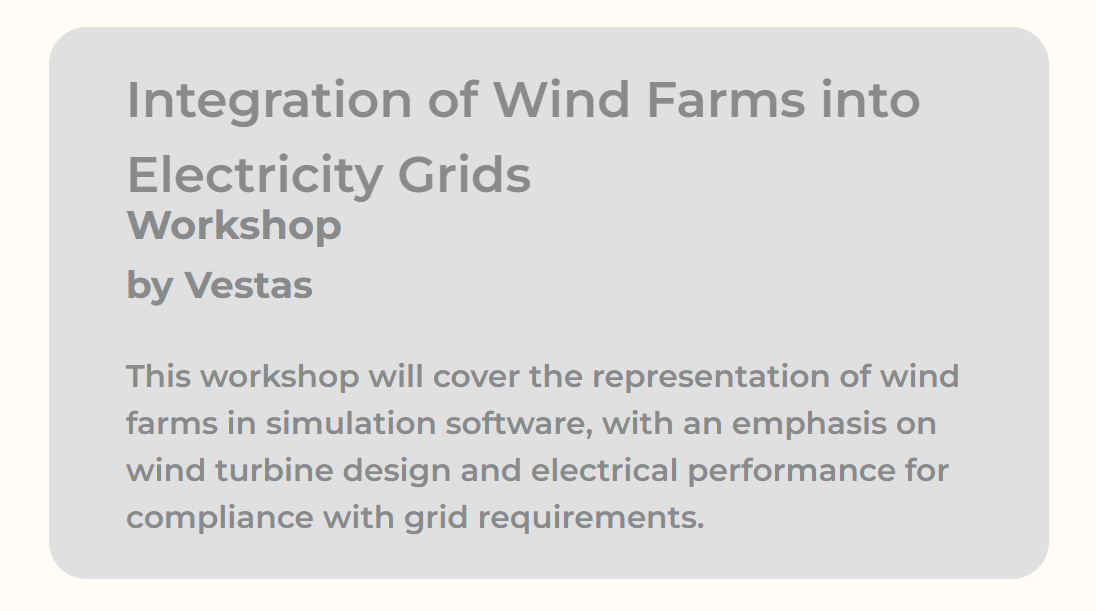 Integration of Wind Farms into
Electricity Grids
Workshop
by Vestas
This workshop will cover the representation of wind
farms in simulation software, with an emphasis on
wind turbine design and electrical performance for
compliance with grid requirements.